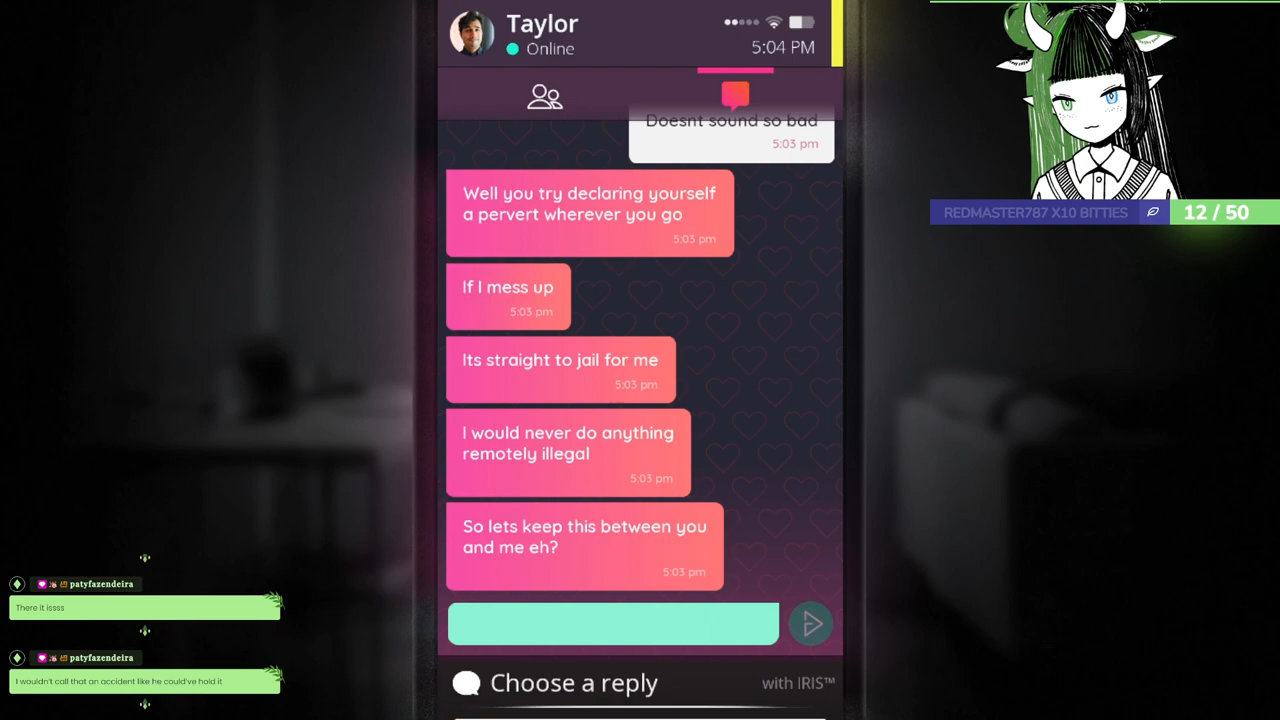 Taylor
Online
5:04 PM
Doesnt sound so bad
5:03 pm
Well you try declaring yourself
a pervert wherever you go
5:03 pm
If I mess up
5:03 pm
Its straight to jail for me
5:03 pm
I would never do anything
remotely illegal
5:03 pm
So lets keep this between you
and me eh?
5:03 pm
Choose a reply
with IRIS™
REDMASTER787 X10 BITTIES
12 / 50
patyfazendeira
There it issss
patyfazendeira
I wouldn't call that an accident like he could've hold it